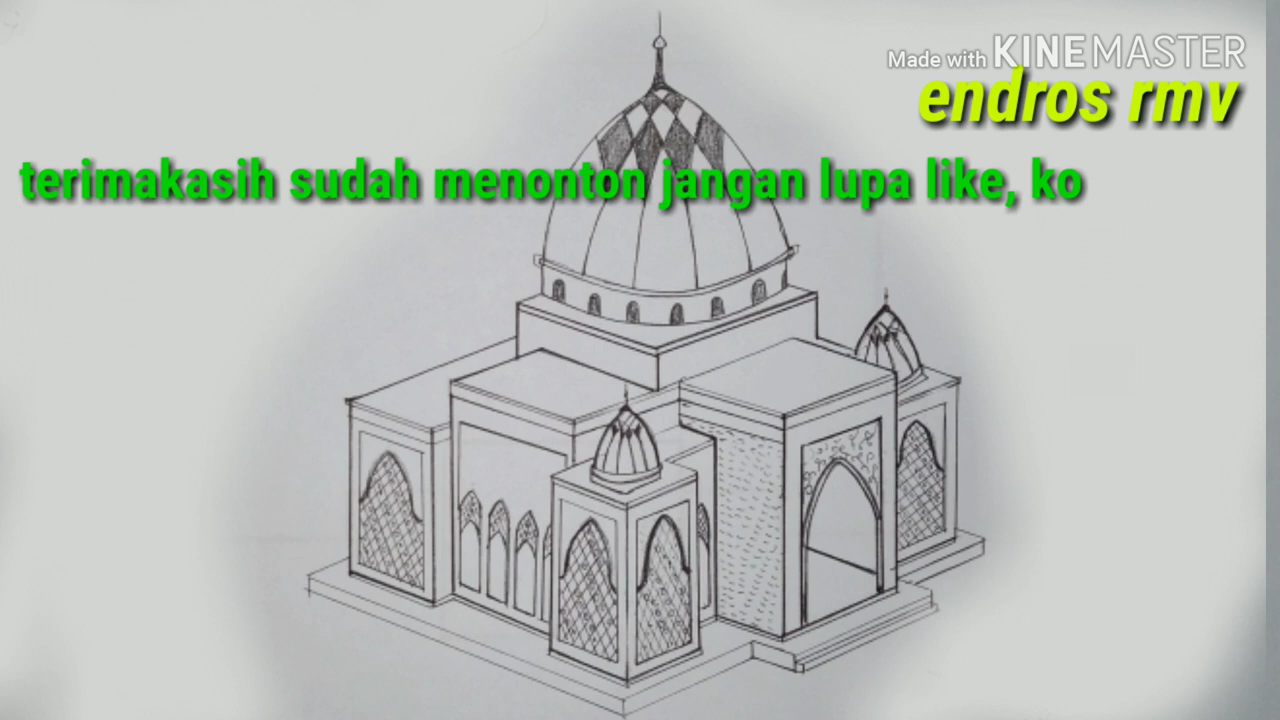 Made with KINEMASTER
endros rmv
terimakasih sudah menonton jangan lupa like, ko